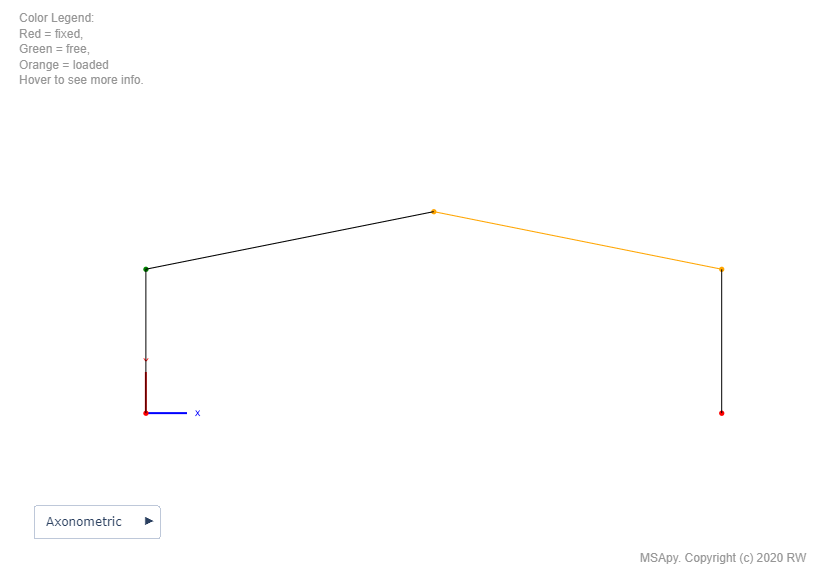 Color Legend:
Red = fixed,
Green = free,
Orange = loaded
Hover to see more info.
Y
x
Axonometric ►
MSApy. Copyright (c) 2020 RW